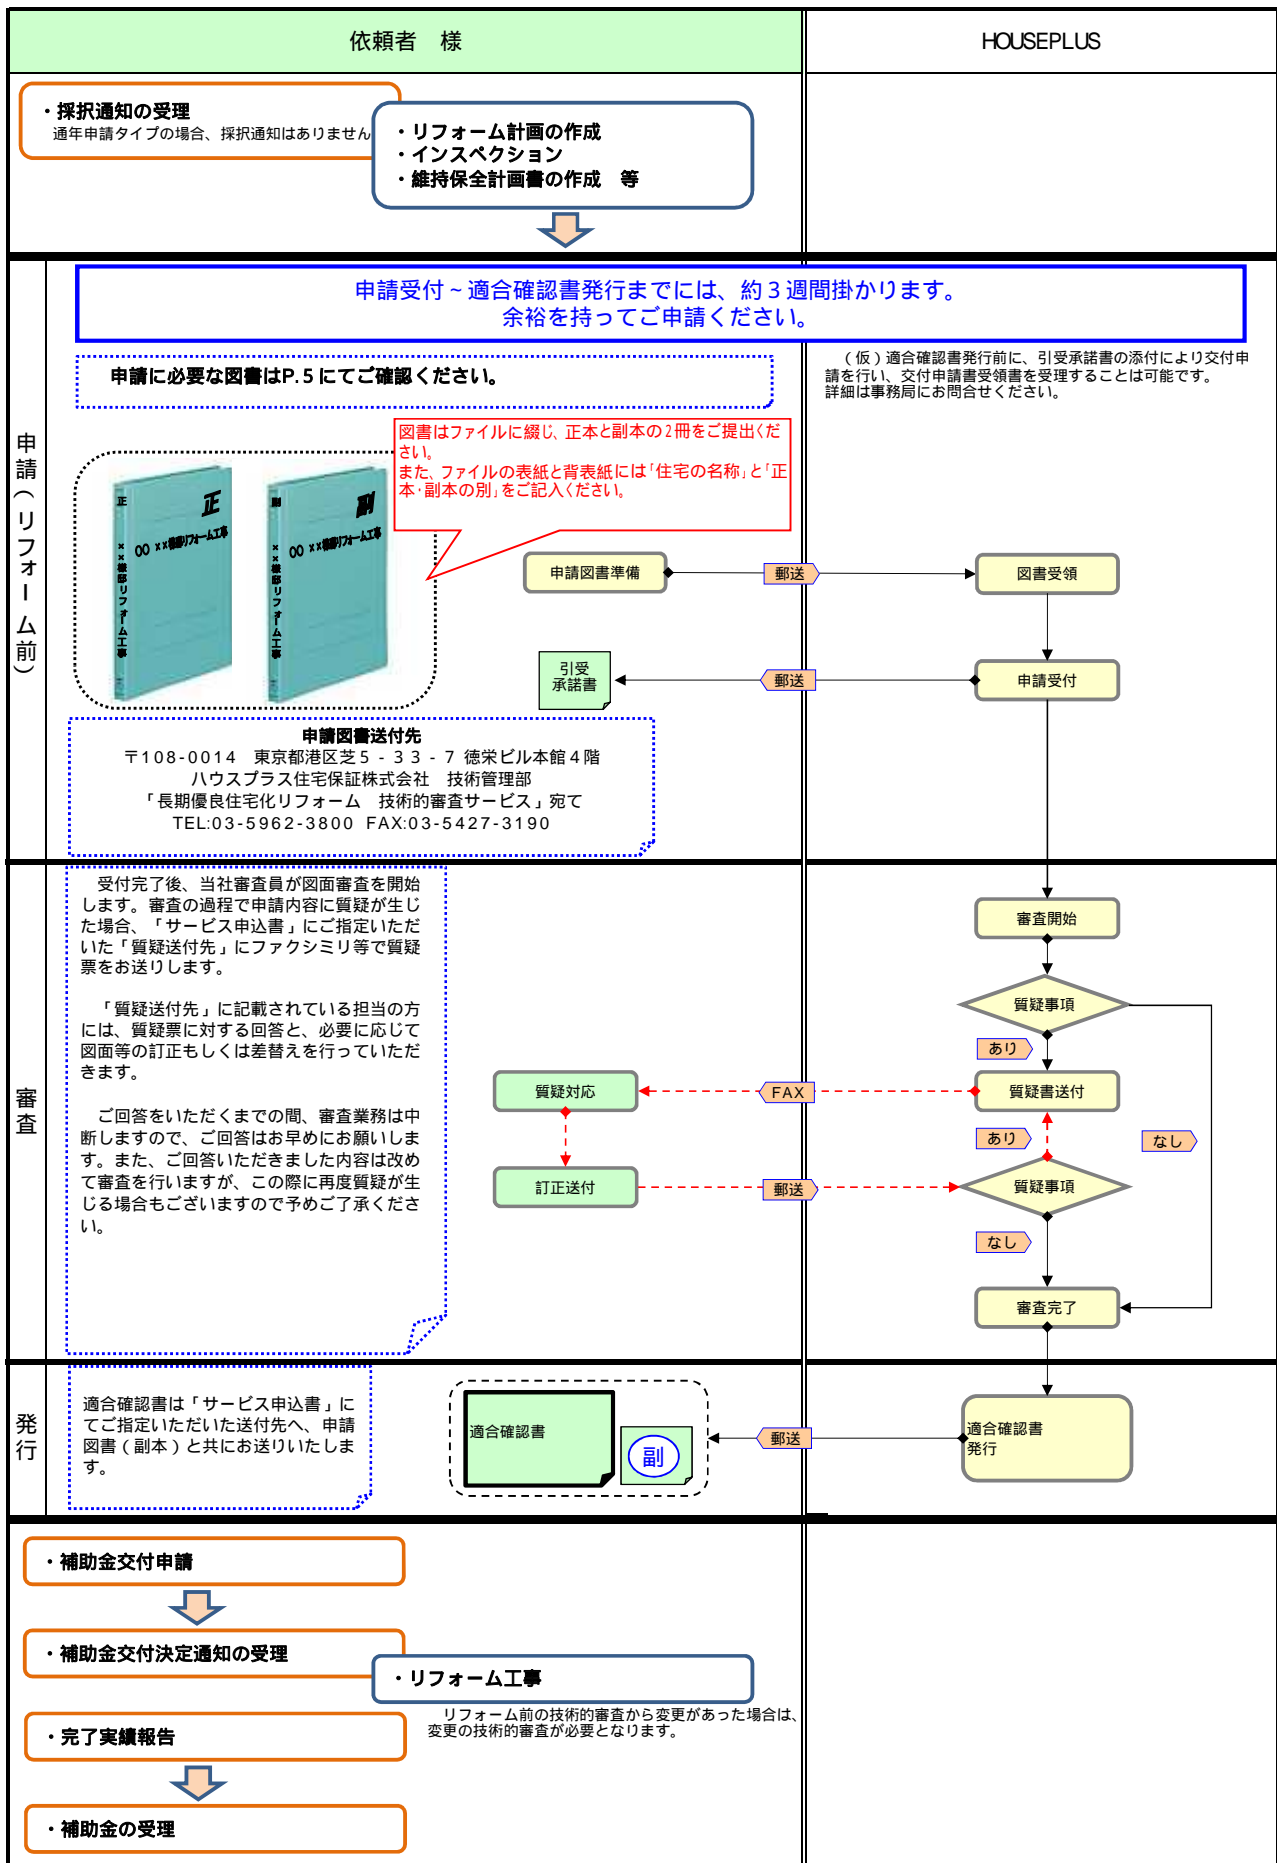 依頼者　様
HOUSEPLUS
・採択通知の受理
通年申請タイプの場合、採択通知はありません
・リフォーム計画の作成
・インスペクション
・維持保全計画書の作成　等
申請（リフォーム前）
申請受付～適合確認書発行までには、約３週間掛かります。
余裕を持ってご申請ください。
申請に必要な図書はP.5にてご確認ください。
（仮）適合確認書発行前に、引受承諾書の添付により交付申
請を行い、交付申請書受領書を受理することは可能です。
詳細は事務局にお問合せください。
図書はファイルに綴じ、正本と副本の2冊をご提出くだ
さい。
また、ファイルの表紙と背表紙には「住宅の名称」と「正
本・副本の別」をご記入ください。
正
正
〇〇 ××様邸リフォーム工事
××様邸リフォーム工事
副
副
〇〇 ××様邸リフォーム工事
××様邸リフォーム工事
申請図書準備
郵送
図書受領
引受
承諾書
郵送
申請受付
申請図書送付先
〒108-0014　東京都港区芝５-３３-７ 徳栄ビル本館４階
ハウスプラス住宅保証株式会社　技術管理部
「長期優良住宅化リフォーム　技術的審査サービス」宛て
TEL:03-5962-3800 FAX:03-5427-3190
審査
受付完了後、当社審査員が図面審査を開始
します。審査の過程で申請内容に質疑が生じ
た場合、「サービス申込書」にご指定いただ
いた「質疑送付先」にファクシミリ等で質疑
票をお送りします。
「質疑送付先」に記載されている担当の方
には、質疑票に対する回答と、必要に応じて
図面等の訂正もしくは差替えを行っていただ
きます。
ご回答をいただくまでの間、審査業務は中
断しますので、ご回答はお早めにお願いしま
す。また、ご回答いただきました内容は改め
て審査を行いますが、この際に再度質疑が生
じる場合もございますので予めご了承くださ
い。
審査開始
質疑事項
あり
質疑対応
FAX
質疑書送付
あり
なし
訂正送付
郵送
質疑事項
なし
審査完了
発行
適合確認書は「サービス申込書」に
てご指定いただいた送付先へ、申請
図書（副本）と共にお送りいたしま
す。
適合確認書
副
郵送
適合確認書
発行
・補助金交付申請
・補助金交付決定通知の受理
・リフォーム工事
リフォーム前の技術的審査から変更があった場合は、
変更の技術的審査が必要となります。
・完了実績報告
・補助金の受理